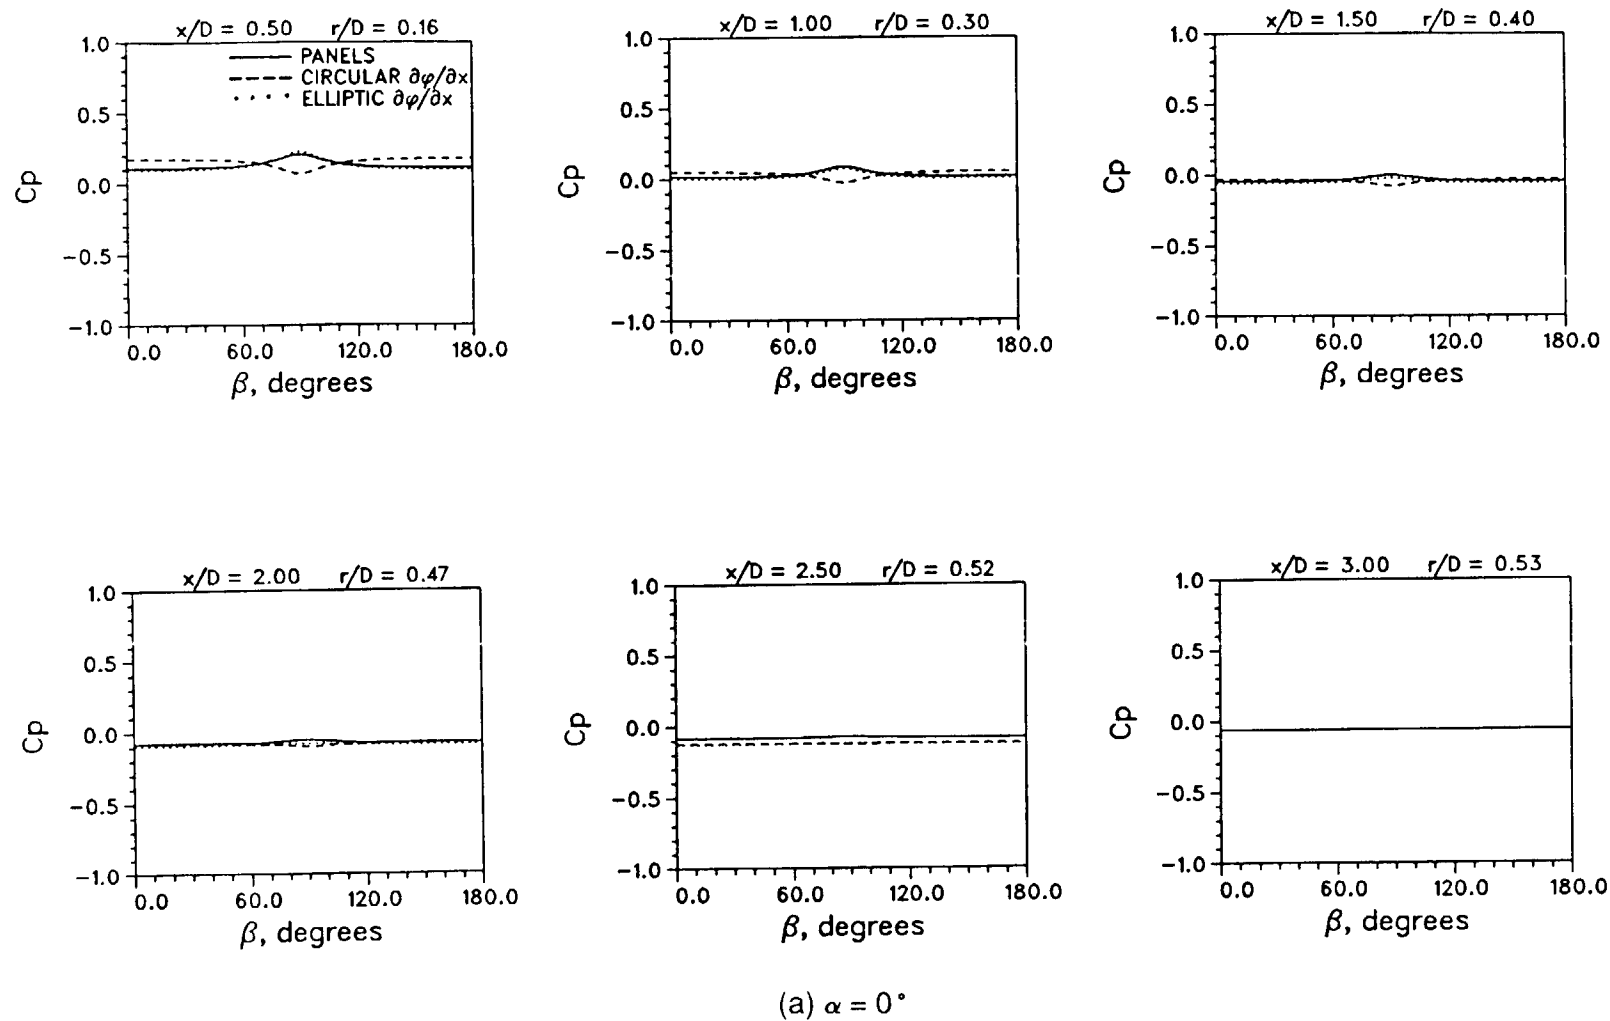 x/D = 0.50 r/D = 0.16
1.0
PANELS
CIRCULAR ∂φ/∂x
ELLIPTIC ∂φ/∂x
0.5
Cp
0.0
−0.5
−1.0
0.0 60.0 120.0 180.0
β, degrees
x/D = 1.00 r/D = 0.30
1.0
0.5
Cp
0.0
−0.5
−1.0
0.0 60.0 120.0 180.0
β, degrees
x/D = 1.50 r/D = 0.40
1.0
0.5
Cp
0.0
−0.5
−1.0
0.0 60.0 120.0 180.0
β, degrees
x/D = 2.00 r/D = 0.47
1.0
0.5
Cp
0.0
−0.5
−1.0
0.0 60.0 120.0 180.0
β, degrees
x/D = 2.50 r/D = 0.52
1.0
0.5
Cp
0.0
−0.5
−1.0
0.0 60.0 120.0 180.0
β, degrees
x/D = 3.00 r/D = 0.53
1.0
0.5
Cp
0.0
−0.5
−1.0
0.0 60.0 120.0 180.0
β, degrees
(a) α = 0°